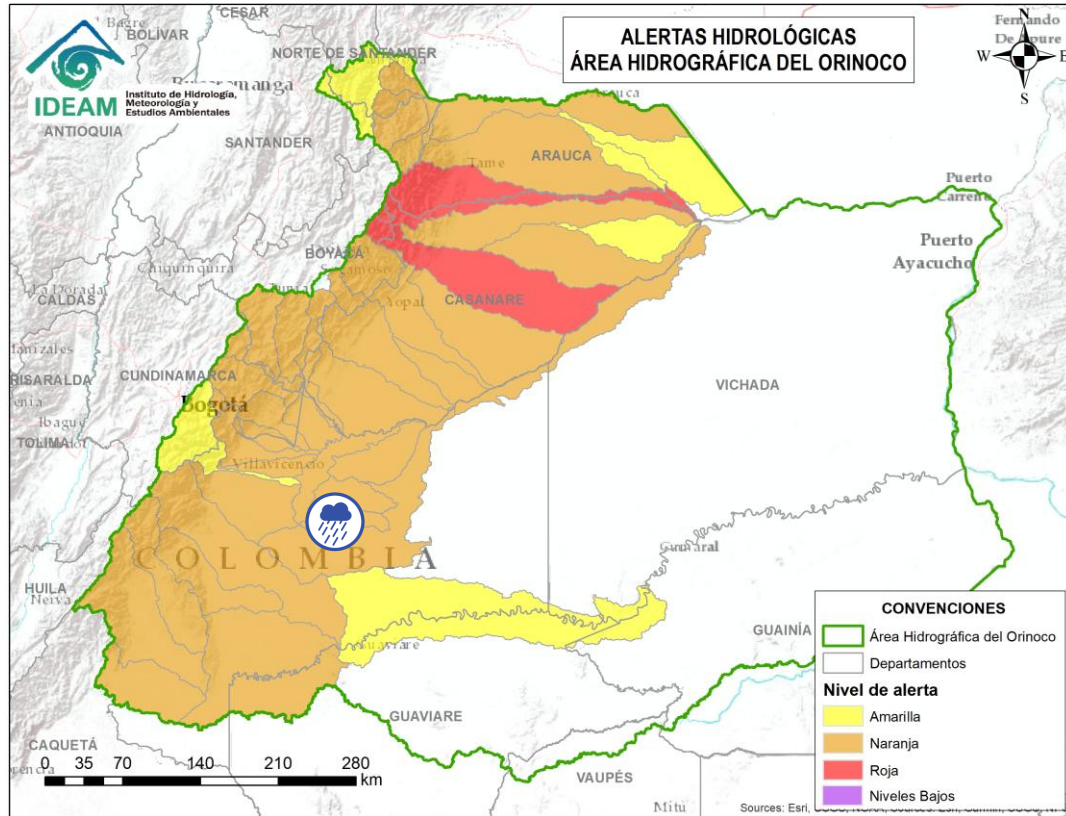 ALERTAS HIDROLÓGICAS
ÁREA HIDROGRÁFICA DEL ORINOCO
IDEAM
Instituto de Hidrología,
Meteorología y
Estudios Ambientales
N
W
E
S
CESAR
BOLÍVAR
NORTE DE SANTANDER
ANTIOQUIA
SANTANDER
ARAUCA
Tame
Puerto
Carreño
Puerto
Ayacucho
BOYACÁ
Chiquinquira
CALDAS
Yopal
CASANARE
VICHADA
CUNDINAMARCA
RISARALDA
Bogotá
Ibagué
TOLIMA
Villavicencio
COLOMBIA
HUILA
Neiva
GUAINÍA
GUAVIARE
CAQUETÁ
VAUPÉS
Mitú
0 35 70 140 210 280
km
CONVENCIONES
Área Hidrográfica del Orinoco
Departamentos
Nivel de alerta
Amarilla
Naranja
Roja
Niveles Bajos
Sources: Esri,